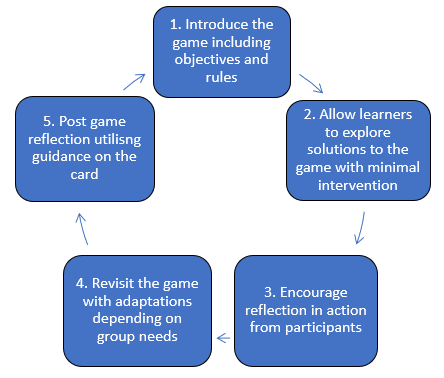 1. Introduce the
game including
objectives and
rules
2. Allow learners
to explore
solutions to the
game with minimal
intervention
3. Encourage
reflection in action
from participants
4. Revisit the game
with adaptations
depending on
group needs
5. Post game
reflection utilisng
guidance on the
card